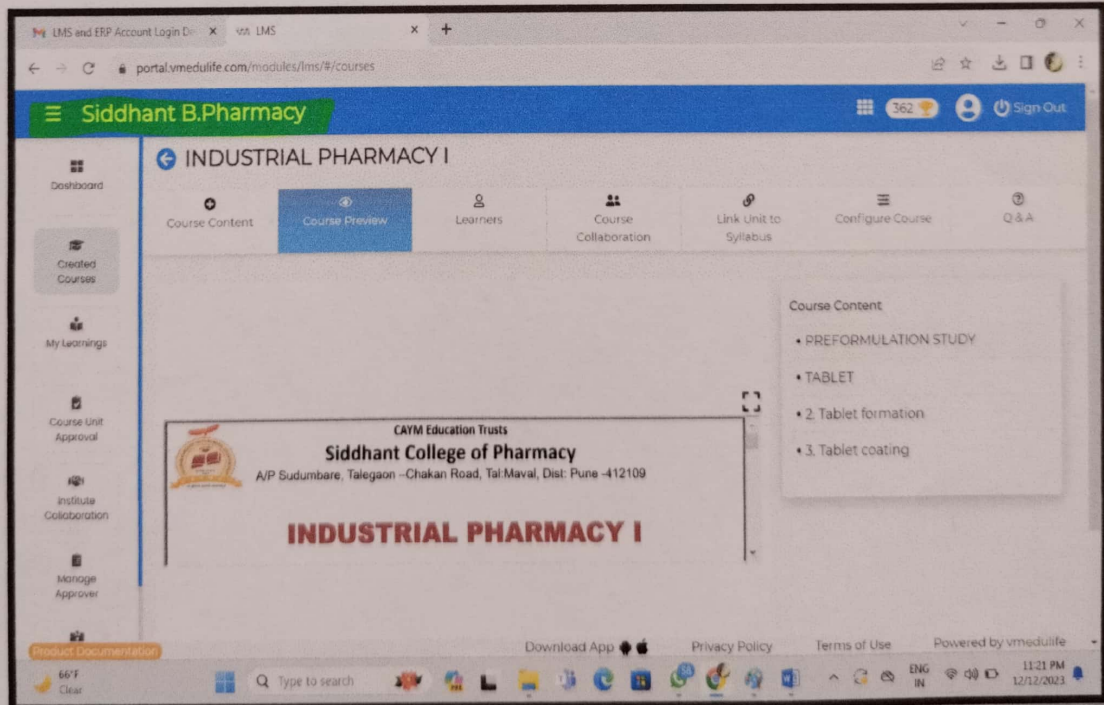 LMS and ERP Account Login De
LMS
portal.vmedulife.com/modules/lms/#/courses
Siddhant B.Pharmacy
362
Sign Out
Dashboard
Created
Courses
My Learnings
Course Unit
Approval
Institute
Collaboration
Manage
Approver
Product Documentation
INDUSTRIAL PHARMACY I
Course Content
Course Preview
Learners
Course
Collaboration
Link Unit to
Syllabus
Configure Course
Q & A
CAYM Education Trusts
Siddhant College of Pharmacy
A/P Sudumbare, Talegaon --Chakan Road, Tal:Maval, Dist: Pune -412109
INDUSTRIAL PHARMACY I
Course Content
• PREFORMULATION STUDY
• TABLET
• 2. Tablet formation
• 3. Tablet coating
Download App
Privacy Policy
Terms of Use
Powered by vmedulife
66°F
Clear
Type to search
58
ENG
IN
11:21 PM
12/12/2023